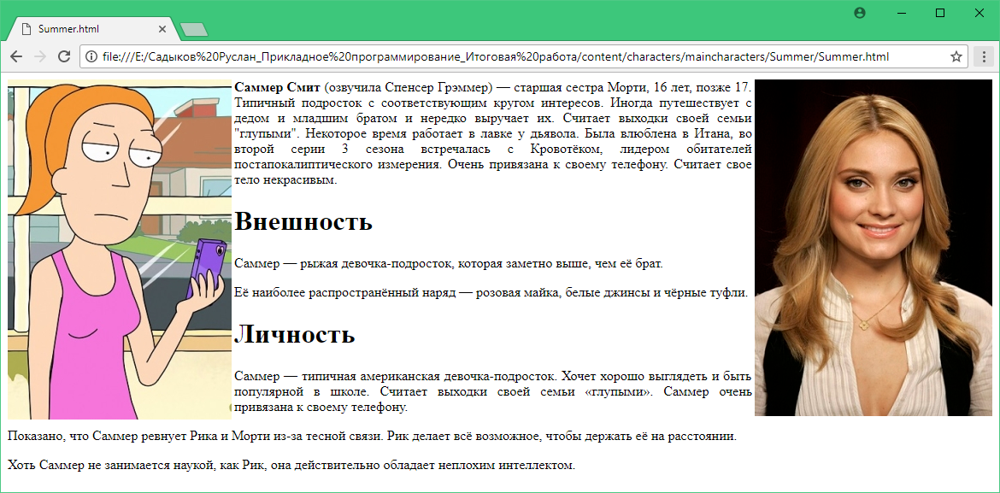 Summer.html
file:///E:/Садыков%20Руслан_Прикладное%20программирование_Итоговая%20работа/content/characters/maincharacters/Summer/Summer.html
Саммер Смит (озвучила Спенсер Грэммер) — старшая сестра Морти, 16 лет, позже 17.
Типичный подросток с соответствующим кругом интересов. Иногда путешествует с
дедом и младшим братом и нередко выручает их. Считает выходки своей семьи
"глупыми". Некоторое время работает в лавке у дьявола. Была влюблена в Итана, во
второй серии 3 сезона встречалась с Кровотёком, лидером обитателей
постапокалиптического измерения. Очень привязана к своему телефону. Считает свое
тело некрасивым.
Внешность
Саммер — рыжая девочка-подросток, которая заметно выше, чем её брат.
Её наиболее распространённый наряд — розовая майка, белые джинсы и чёрные туфли.
Личность
Саммер — типичная американская девочка-подросток. Хочет хорошо выглядеть и быть
популярной в школе. Считает выходки своей семьи «глупыми». Саммер очень
привязана к своему телефону.
Показано, что Саммер ревнует Рика и Морти из-за тесной связи. Рик делает всё возможное, чтобы держать её на расстоянии.
Хоть Саммер не занимается наукой, как Рик, она действительно обладает неплохим интеллектом.